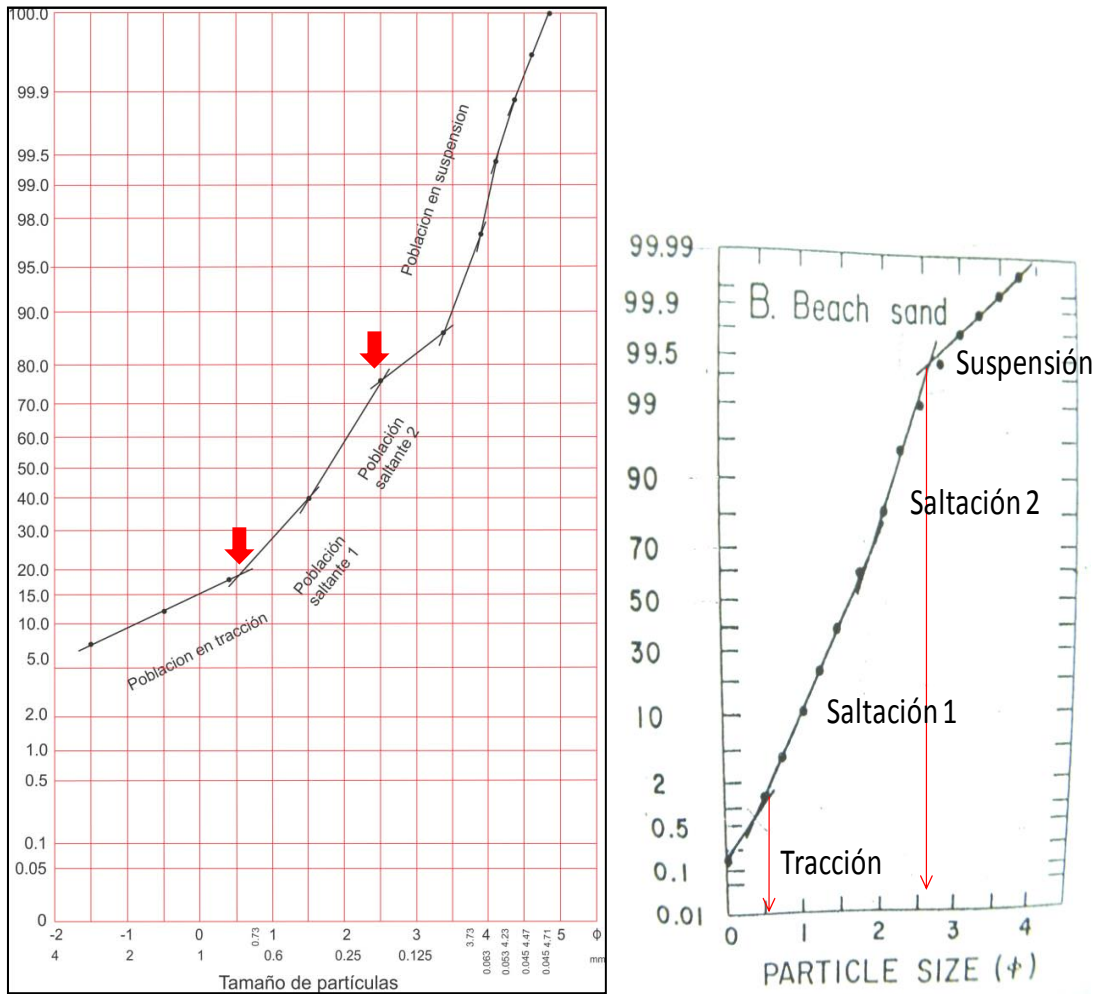 100.0
99.9
99.5
99.0
98.0
95.0
90.0
80.0
70.0
60.0
50.0
40.0
30.0
20.0
15.0
10.0
5.0
2.0
1.0
0.5
0.1
0.05
0
Poblacion en suspension
Población
saltante 2
Población
saltante 1
Poblacion en tracción
-2 -1 0 0.73 1 2 3 3.73 4 4.23 4.47 4.71 5 ϕ
4 2 1 0.6 0.25 0.125 0.063 0.053 0.045 0.045 mm
Tamaño de partículas
99.99
99.9
99.5
99
90
70
50
30
10
2
0.5
0.1
0.01
B. Beach sand
Suspensión
Saltación 2
Saltación 1
Tracción
0 1 2 3 4
PARTICLE SIZE (ϕ)